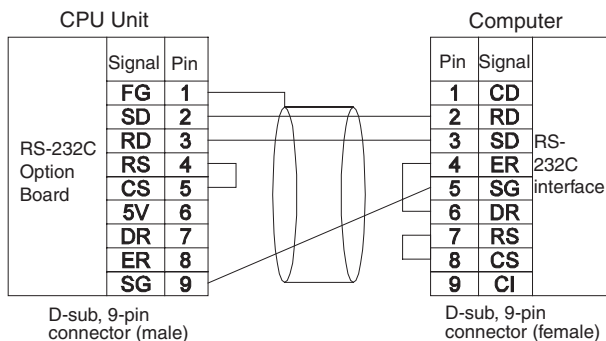 CPU Unit
Signal Pin
FG 1
SD 2
RD 3
RS 4
CS 5
5V 6
DR 7
ER 8
SG 9
RS-232C
Option
Board
D-sub, 9-pin
connector (male)
Computer
Pin Signal
1 CD
2 RD
3 SD
4 ER
5 SG
6 DR
7 RS
8 CS
9 CI
RS-
232C
interface
D-sub, 9-pin
connector (female)